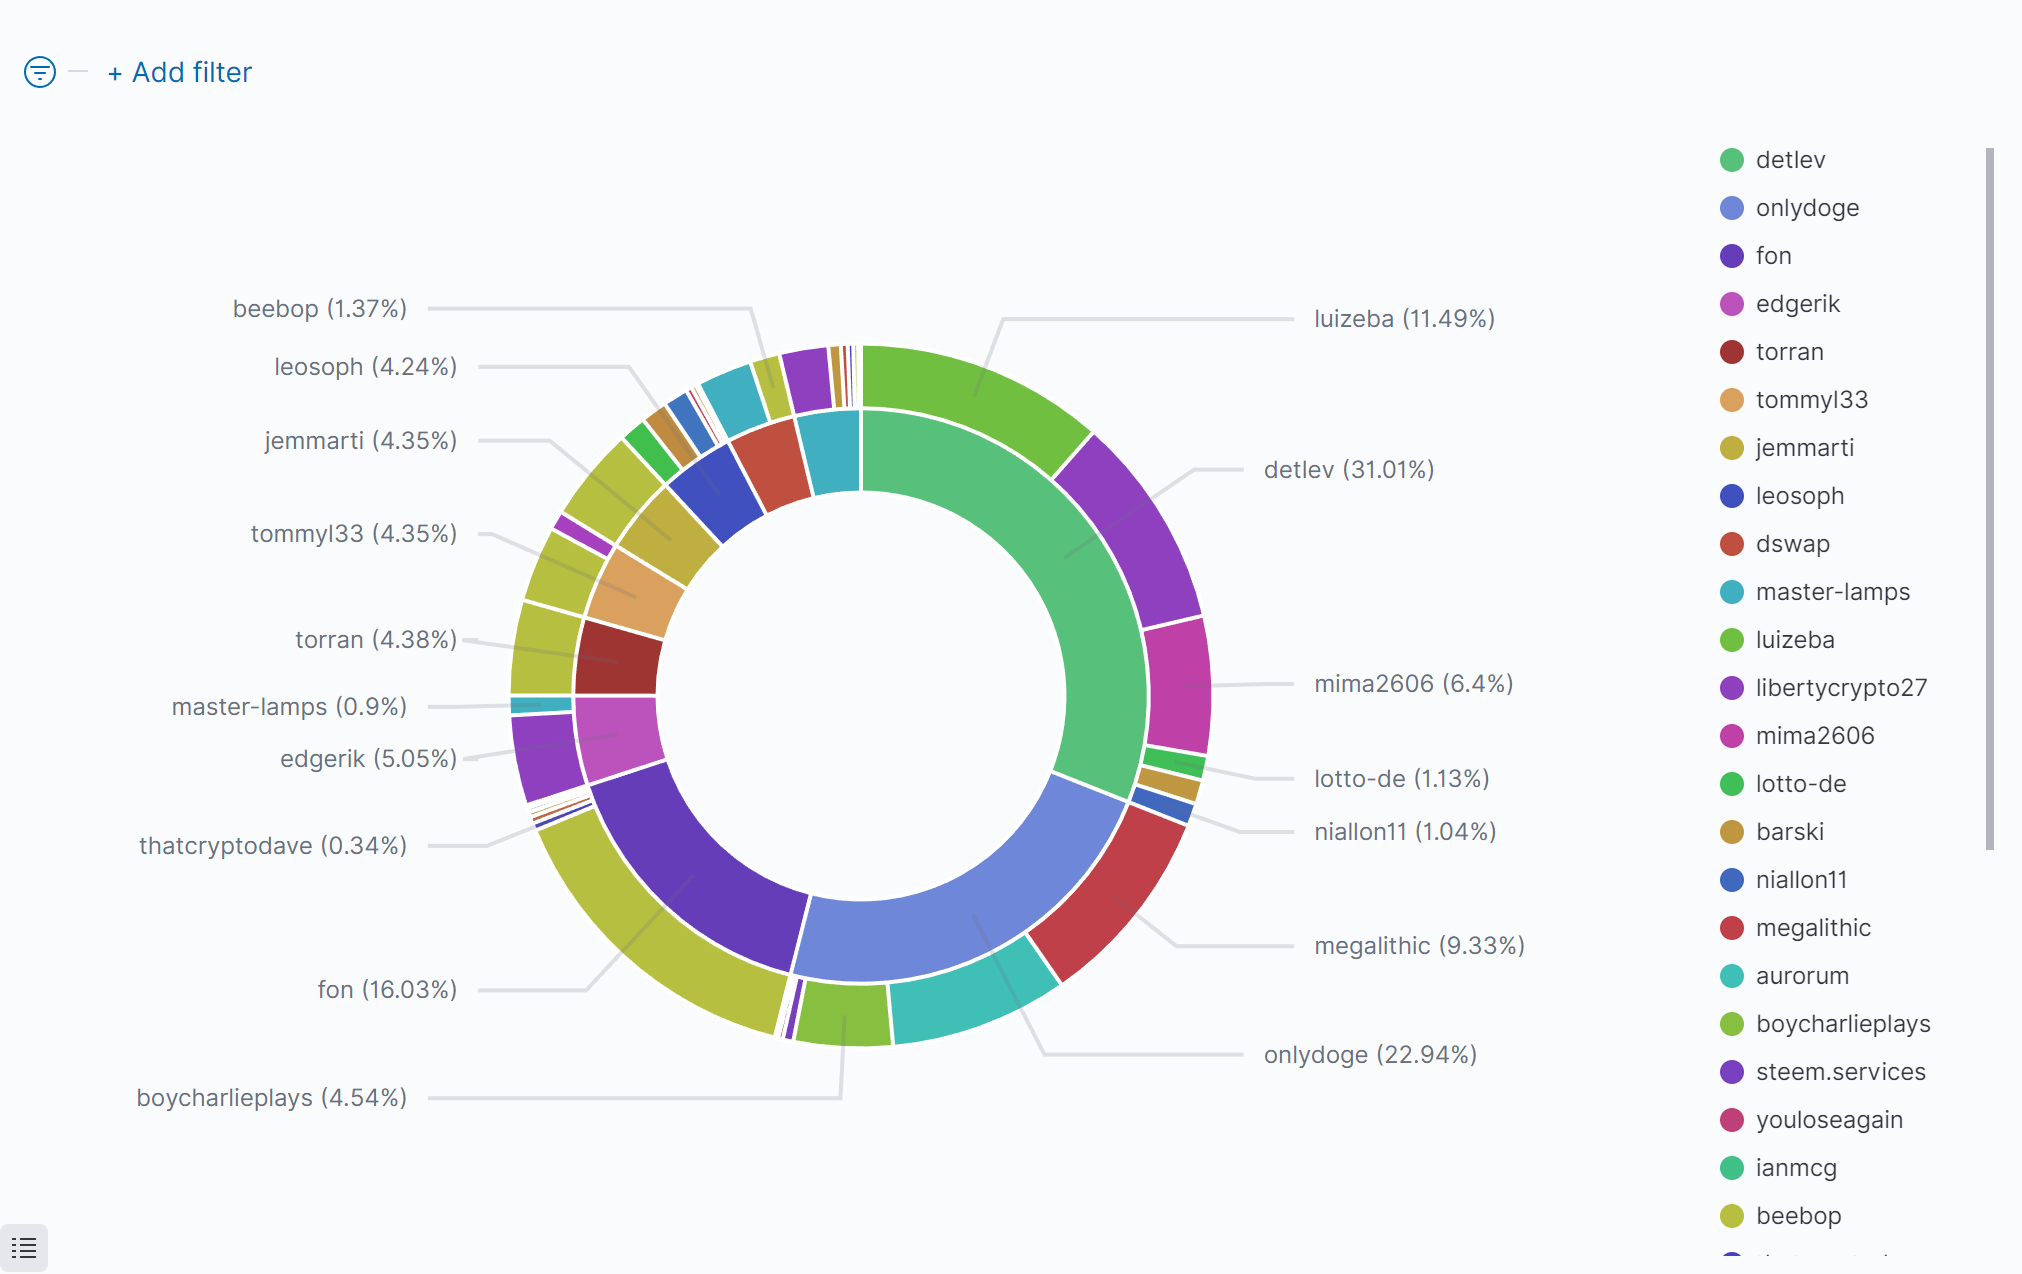 + Add filter
beebop (1.37%)
leosoph (4.24%)
jemmarti (4.35%)
tommyl33 (4.35%)
torran (4.38%)
master-lamps (0.9%)
edgerik (5.05%)
thatcryptodave (0.34%)
fon (16.03%)
boycharlieplays (4.54%)
luizeba (11.49%)
detlev (31.01%)
mima2606 (6.4%)
lotto-de (1.13%)
niallon11 (1.04%)
megalithic (9.33%)
onlydoge (22.94%)
detlev
onlydoge
fon
edgerik
torran
tommyl33
jemmarti
leosoph
dswap
master-lamps
luizeba
libertycrypto27
mima2606
lotto-de
barski
niallon11
megalithic
aurorum
boycharlieplays
steem.services
youloseagain
ianmcg
beebop